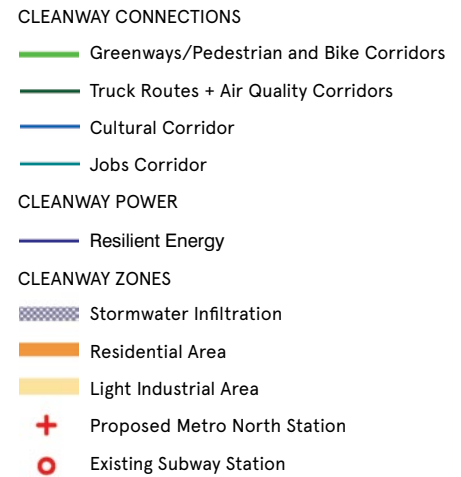 CLEANWAY CONNECTIONS
Greenways/Pedestrian and Bike Corridors
Truck Routes + Air Quality Corridors
Cultural Corridor
Jobs Corridor
CLEANWAY POWER
Resilient Energy
CLEANWAY ZONES
Stormwater Infiltration
Residential Area
Light Industrial Area
Proposed Metro North Station
Existing Subway Station